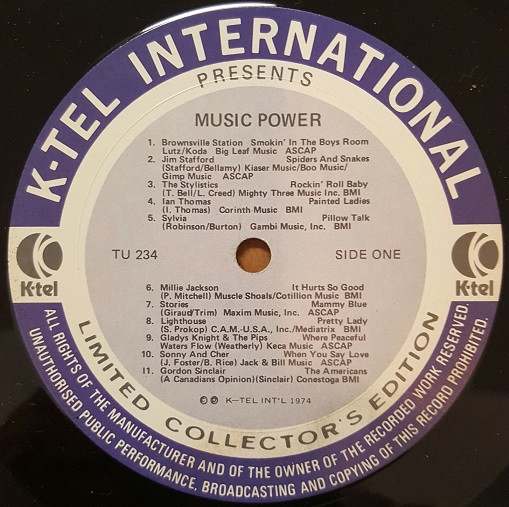 K-TEL INTERNATIONAL
PRESENTS
MUSIC POWER
1. Brownsville Station Smokin' In The Boys Room
Lutz/Koda Big Leaf Music ASCAP
2. Jim Stafford Spiders And Snakes
(Stafford/Bellamy) Kiaser Music/Boo Music/
Gimp Music ASCAP
3. The Stylistics Rockin' Roll Baby
(T. Bell/L. Creed) Mighty Three Music Inc. BMI
4. Ian Thomas Painted Ladies
(I. Thomas) Corinth Music BMI
5. Sylvia Pillow Talk
(Robinson/Burton) Gambi Music, Inc. BMI
TU 234 SIDE ONE
K-tel K-tel
6. Millie Jackson It Hurts So Good
(P. Mitchell) Muscle Shoals/Cotillion Music BMI
7. Stories Mammy Blue
(Giraud/Trim) Maxim Music, Inc. ASCAP
8. Lighthouse Pretty Lady
(S. Prokop) C.A.M.-U.S.A., Inc./Mediatrix BMI
9. Gladys Knight & The Pips Where Peaceful
Waters Flow (Weatherly) Keca Music ASCAP
10. Sonny And Cher When You Say Love
(J. Foster/B. Rice) Jack & Bill Music ASCAP
11. Gordon Sinclair The Americans
(A Canadians Opinion) (Sinclair) Conestoga BMI
© ℗ K-TEL INT'L 1974
LIMITED COLLECTOR'S EDITION
ALL RIGHTS OF THE MANUFACTURER AND OF THE OWNER OF THE RECORDED WORK RESERVED.
UNAUTHORISED PUBLIC PERFORMANCE, BROADCASTING AND COPYING OF THIS RECORD PROHIBITED.